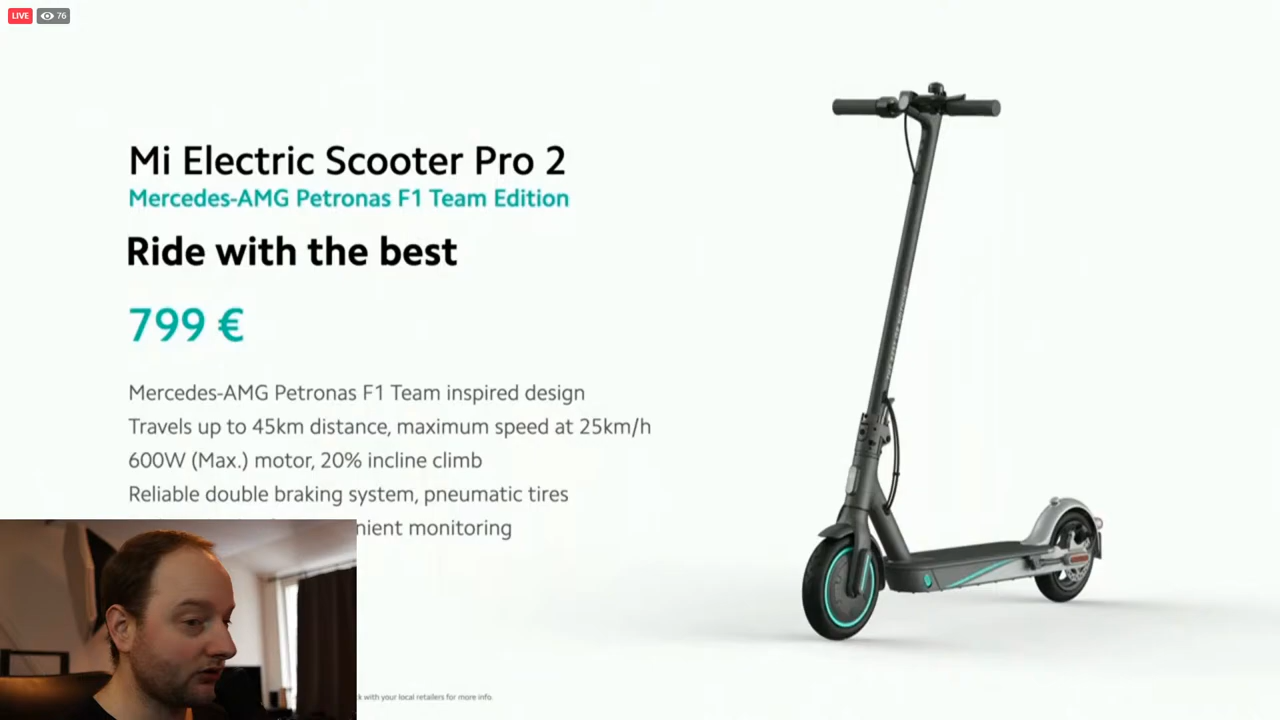 LIVE 76
Mi Electric Scooter Pro 2
Mercedes-AMG Petronas F1 Team Edition
Ride with the best
799 €
Mercedes-AMG Petronas F1 Team inspired design
Travels up to 45km distance, maximum speed at 25km/h
600W (Max.) motor, 20% incline climb
Reliable double braking system, pneumatic tires
monitoring
with your local retailers for more info